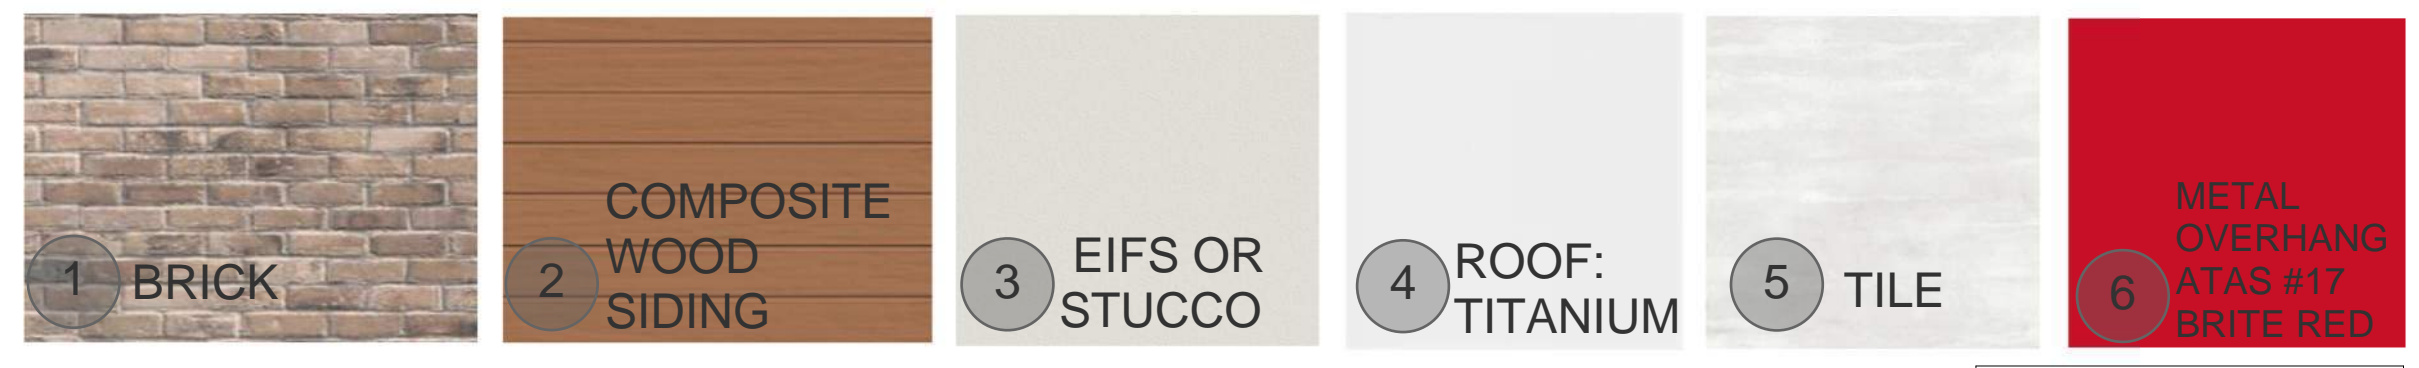 1 BRICK
2 COMPOSITE
WOOD
SIDING
3 EIFS OR
STUCCO
4 ROOF:
TITANIUM
5 TILE
6 METAL
OVERHANG
ATAS #17
BRITE RED